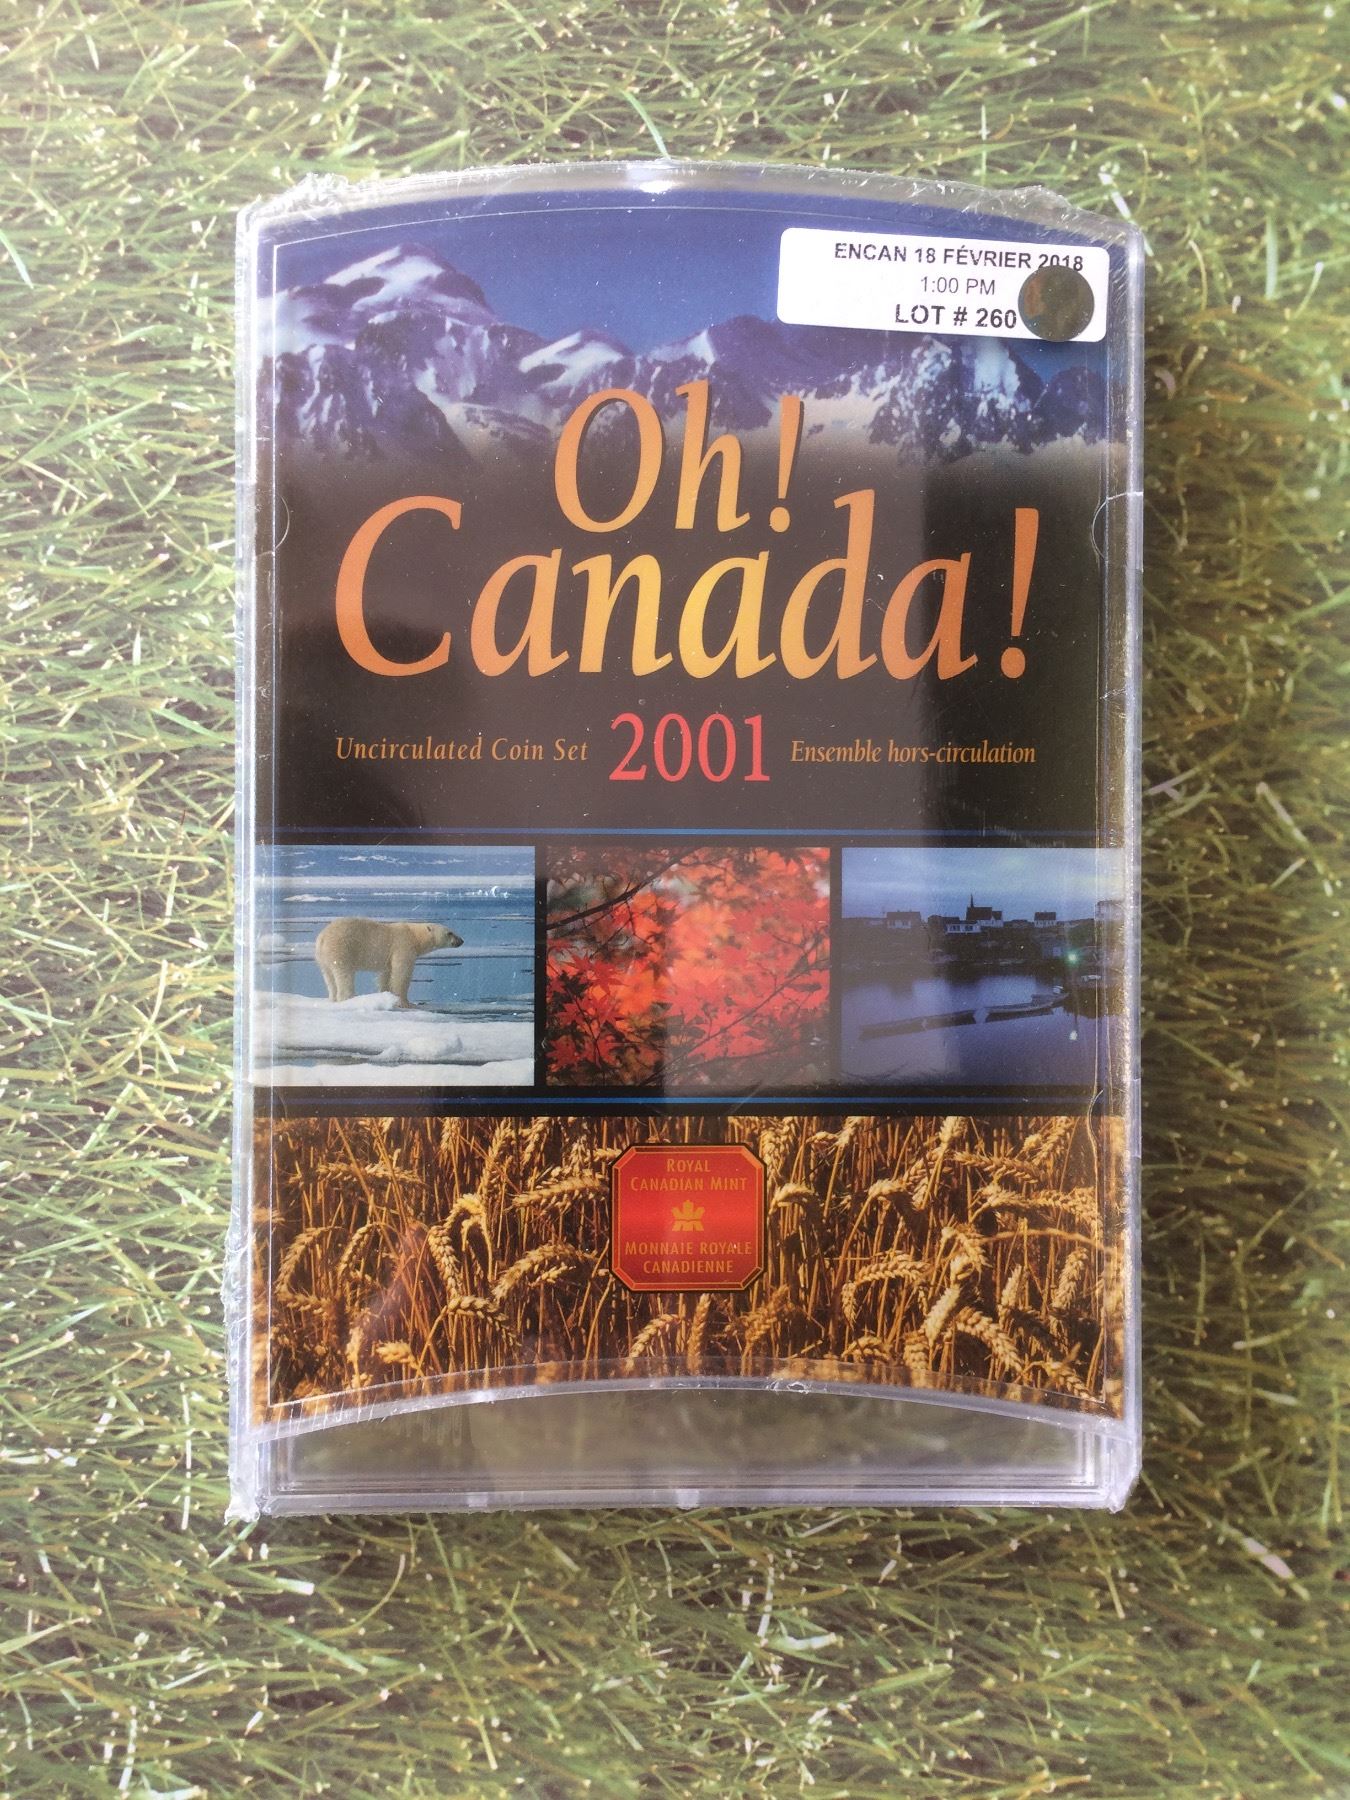 ENCAN 18 FÉVRIER 2018
1:00 PM
LOT # 260
Oh!
Canada!
Uncirculated Coin Set 2001 Ensemble hors-circulation
ROYAL
CANADIAN MINT
MONNAIE ROYALE
CANADIENNE